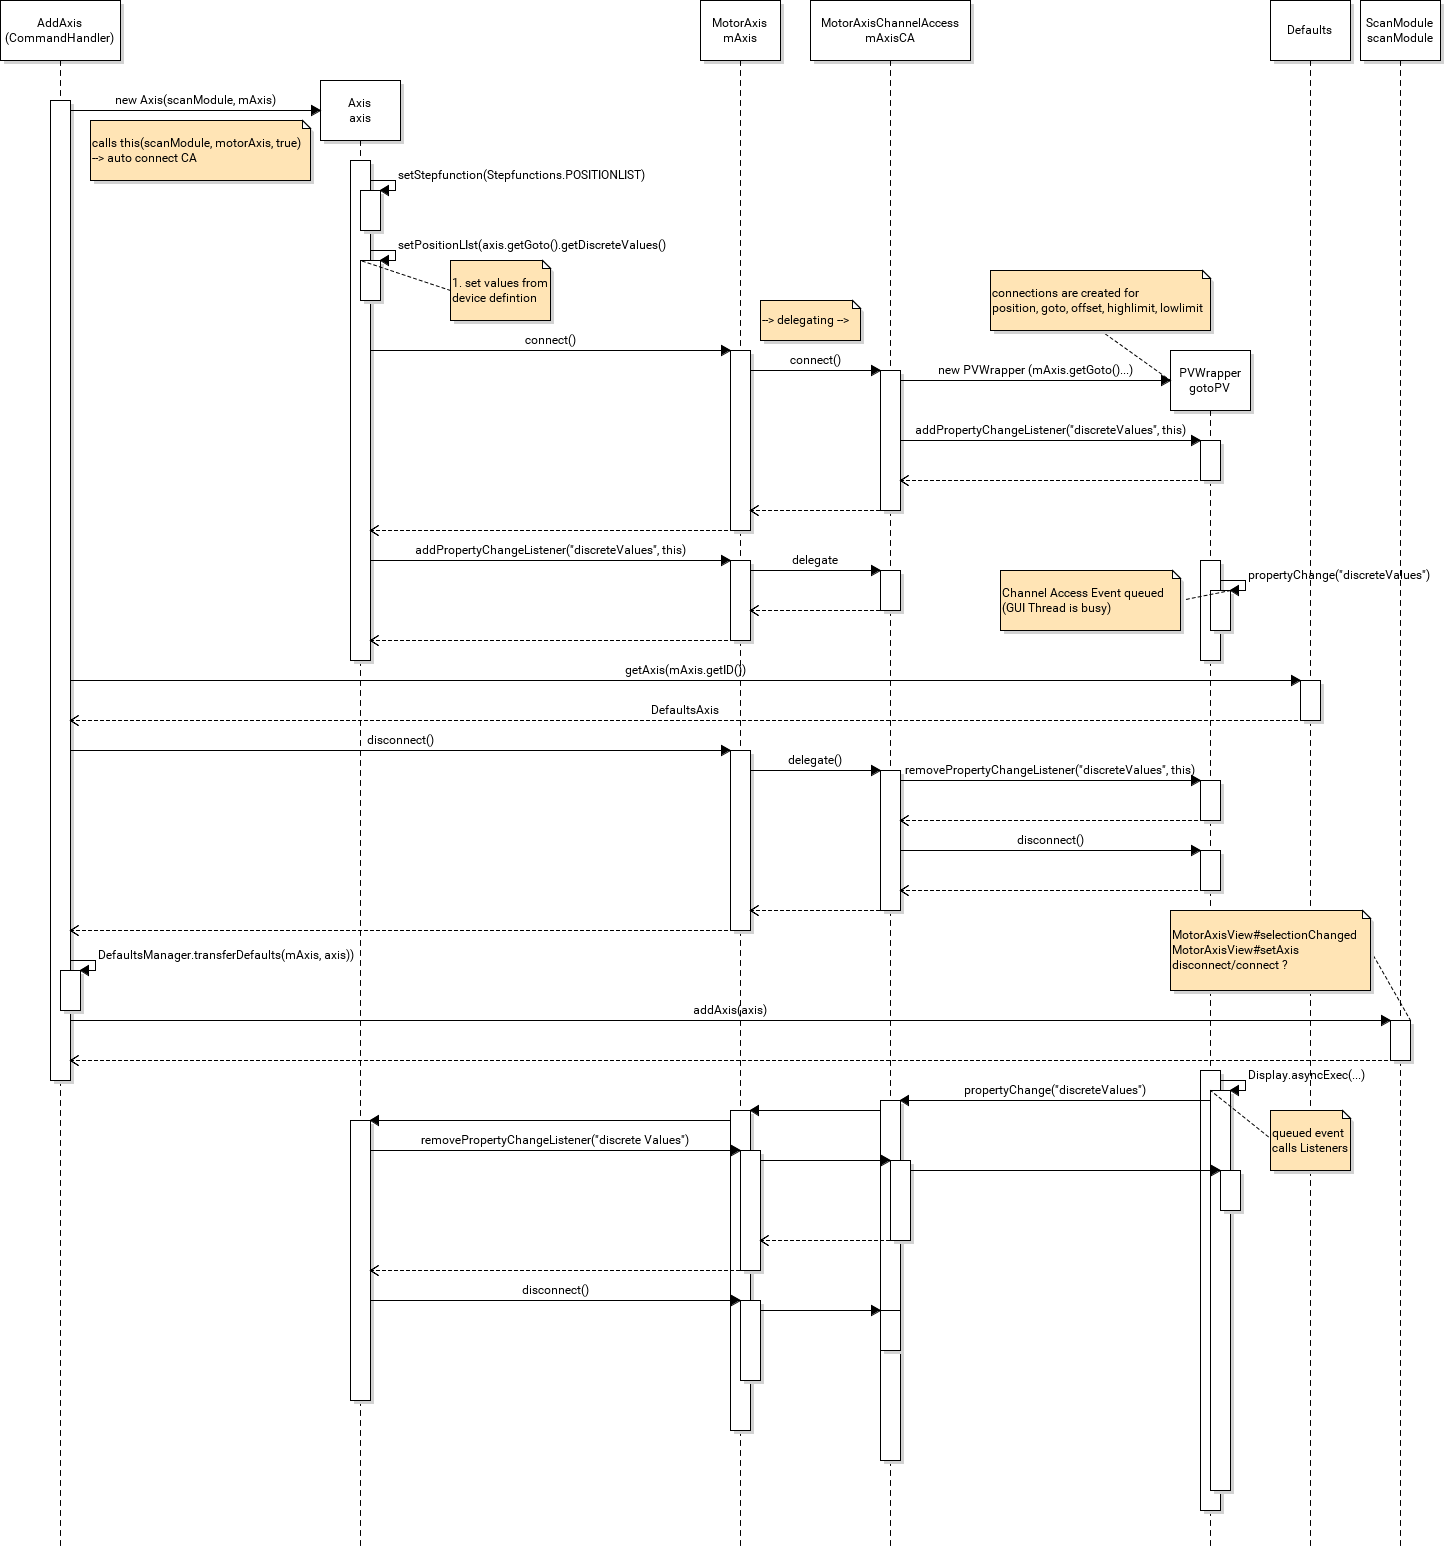 AddAxis
(CommandHandler)
MotorAxis
mAxis
MotorAxisChannelAccess
mAxisCA
Defaults
ScanModule
scanModule
new Axis(scanModule, mAxis)
Axis
axis
calls this(scanModule, motorAxis, true)
--> auto connect CA
setStepfunction(Stepfunctions.POSITIONLIST)
setPositionLIst(axis.getGoto().getDiscreteValues()
1. set values from
device defintion
connections are created for
position, goto, offset, highlimit, lowlimit
--> delegating -->
connect()
connect()
new PVWrapper (mAxis.getGoto()...)
PVWrapper
gotoPV
addPropertyChangeListener("discreteValues", this)
addPropertyChangeListener("discreteValues", this)
delegate
propertyChange("discreteValues")
Channel Access Event queued
(GUI Thread is busy)
getAxis(mAxis.getID())
DefaultsAxis
disconnect()
delegate()
removePropertyChangeListener("discreteValues", this)
disconnect()
MotorAxisView#selectionChanged
MotorAxisView#setAxis
disconnect/connect ?
DefaultsManager.transferDefaults(mAxis, axis))
addAxis(axis)
Display.asyncExec(...)
propertyChange("discreteValues")
queued event
calls Listeners
removePropertyChangeListener("discrete Values")
disconnect()